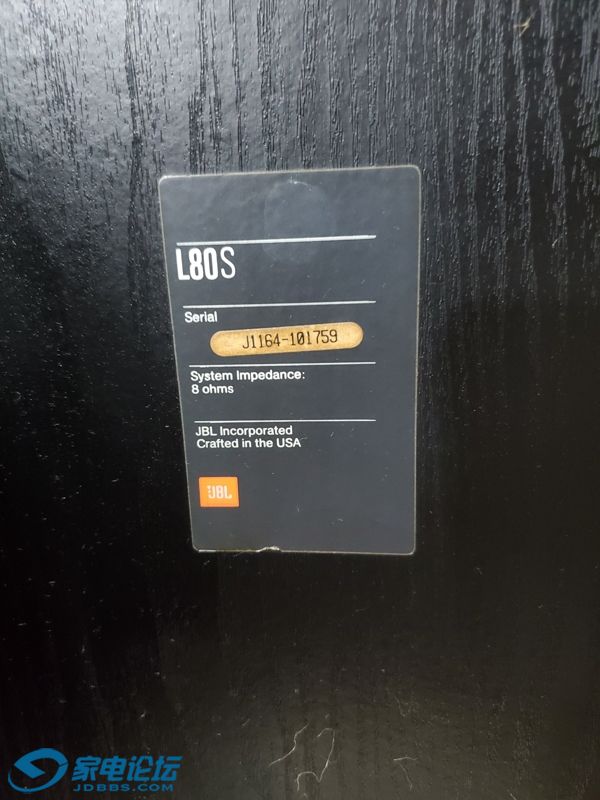 L80S
Serial
J1164-101759
System Impedance:
8 ohms
JBL Incorporated
Crafted in the USA
JBL
家电论坛
JDBBS.COM